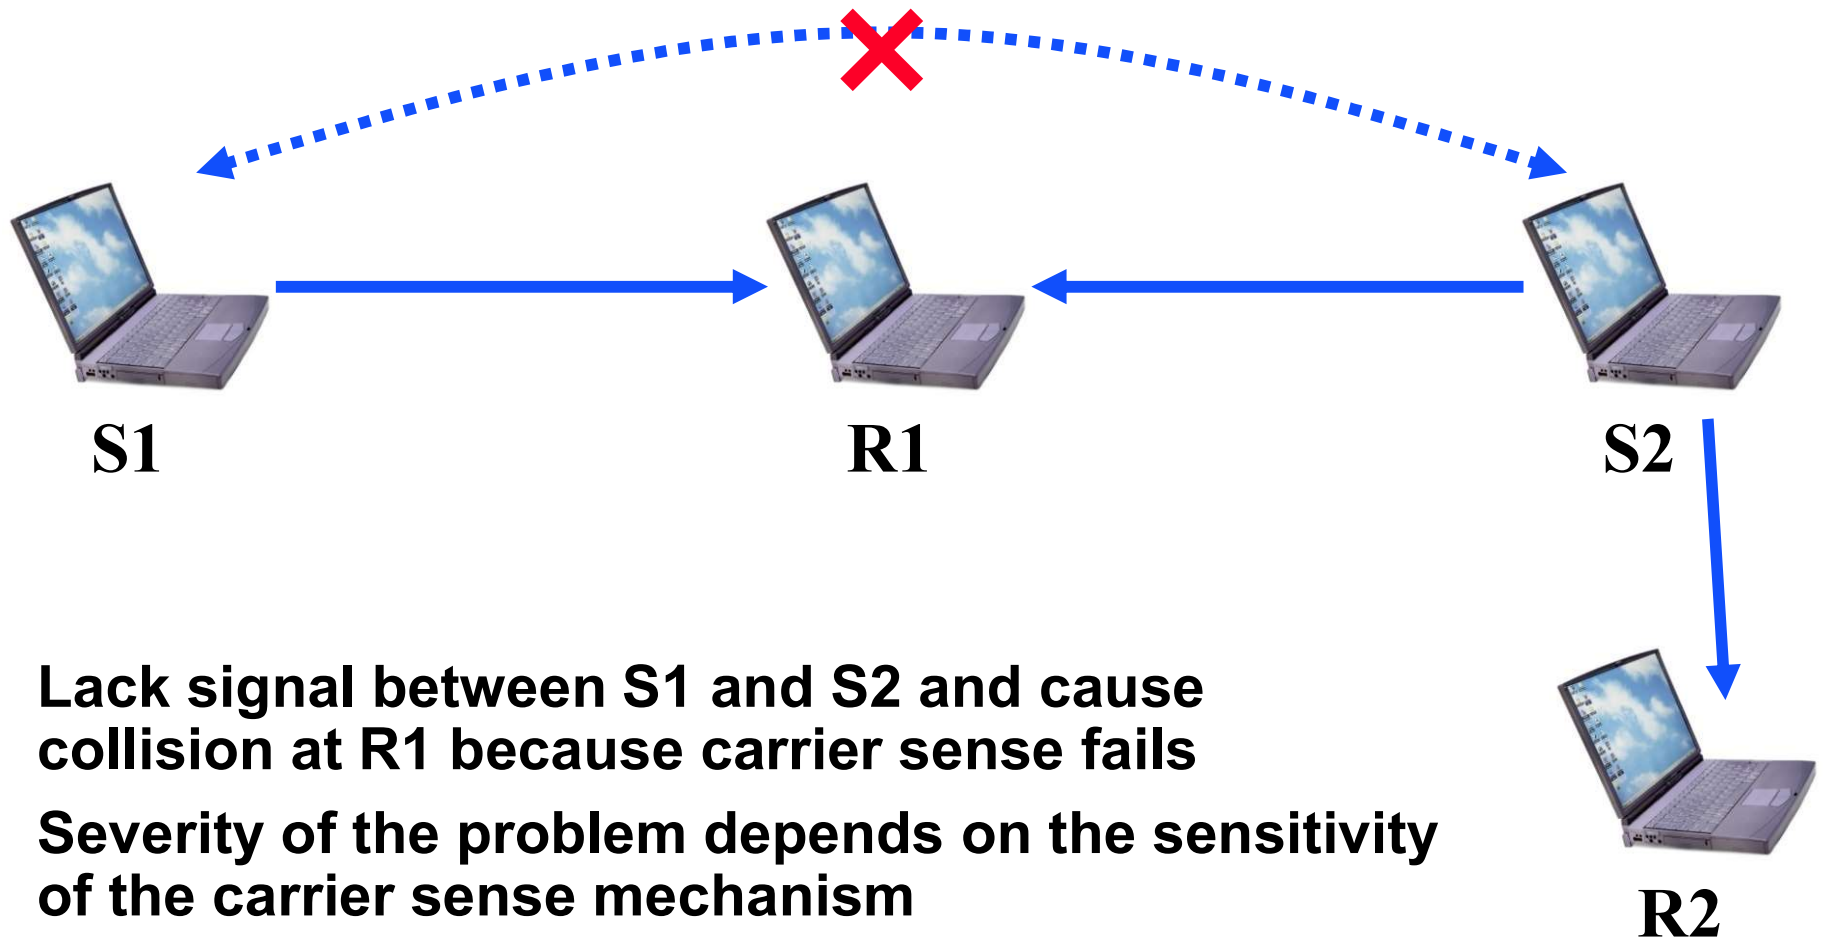 S1
R1
S2
Lack signal between S1 and S2 and cause
collision at R1 because carrier sense fails
Severity of the problem depends on the sensitivity
of the carrier sense mechanism
R2